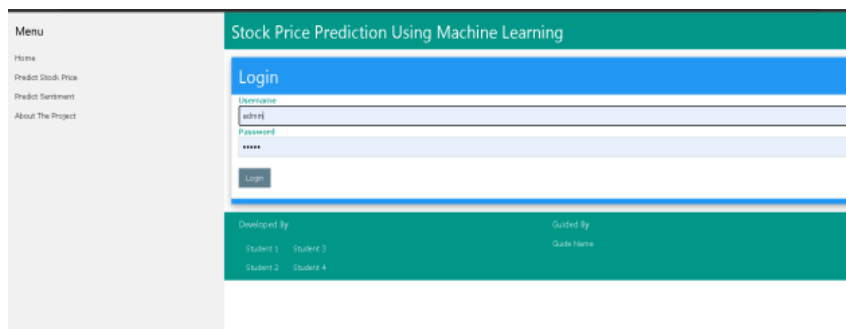 Menu
Home
Predict Stock Price
Predict Sentiment
About The Project
Stock Price Prediction Using Machine Learning
Login
Username
admin
Password
•••••
Login
Developed By
Student 1 Student 3
Student 2 Student 4
Guided By
Guide Name